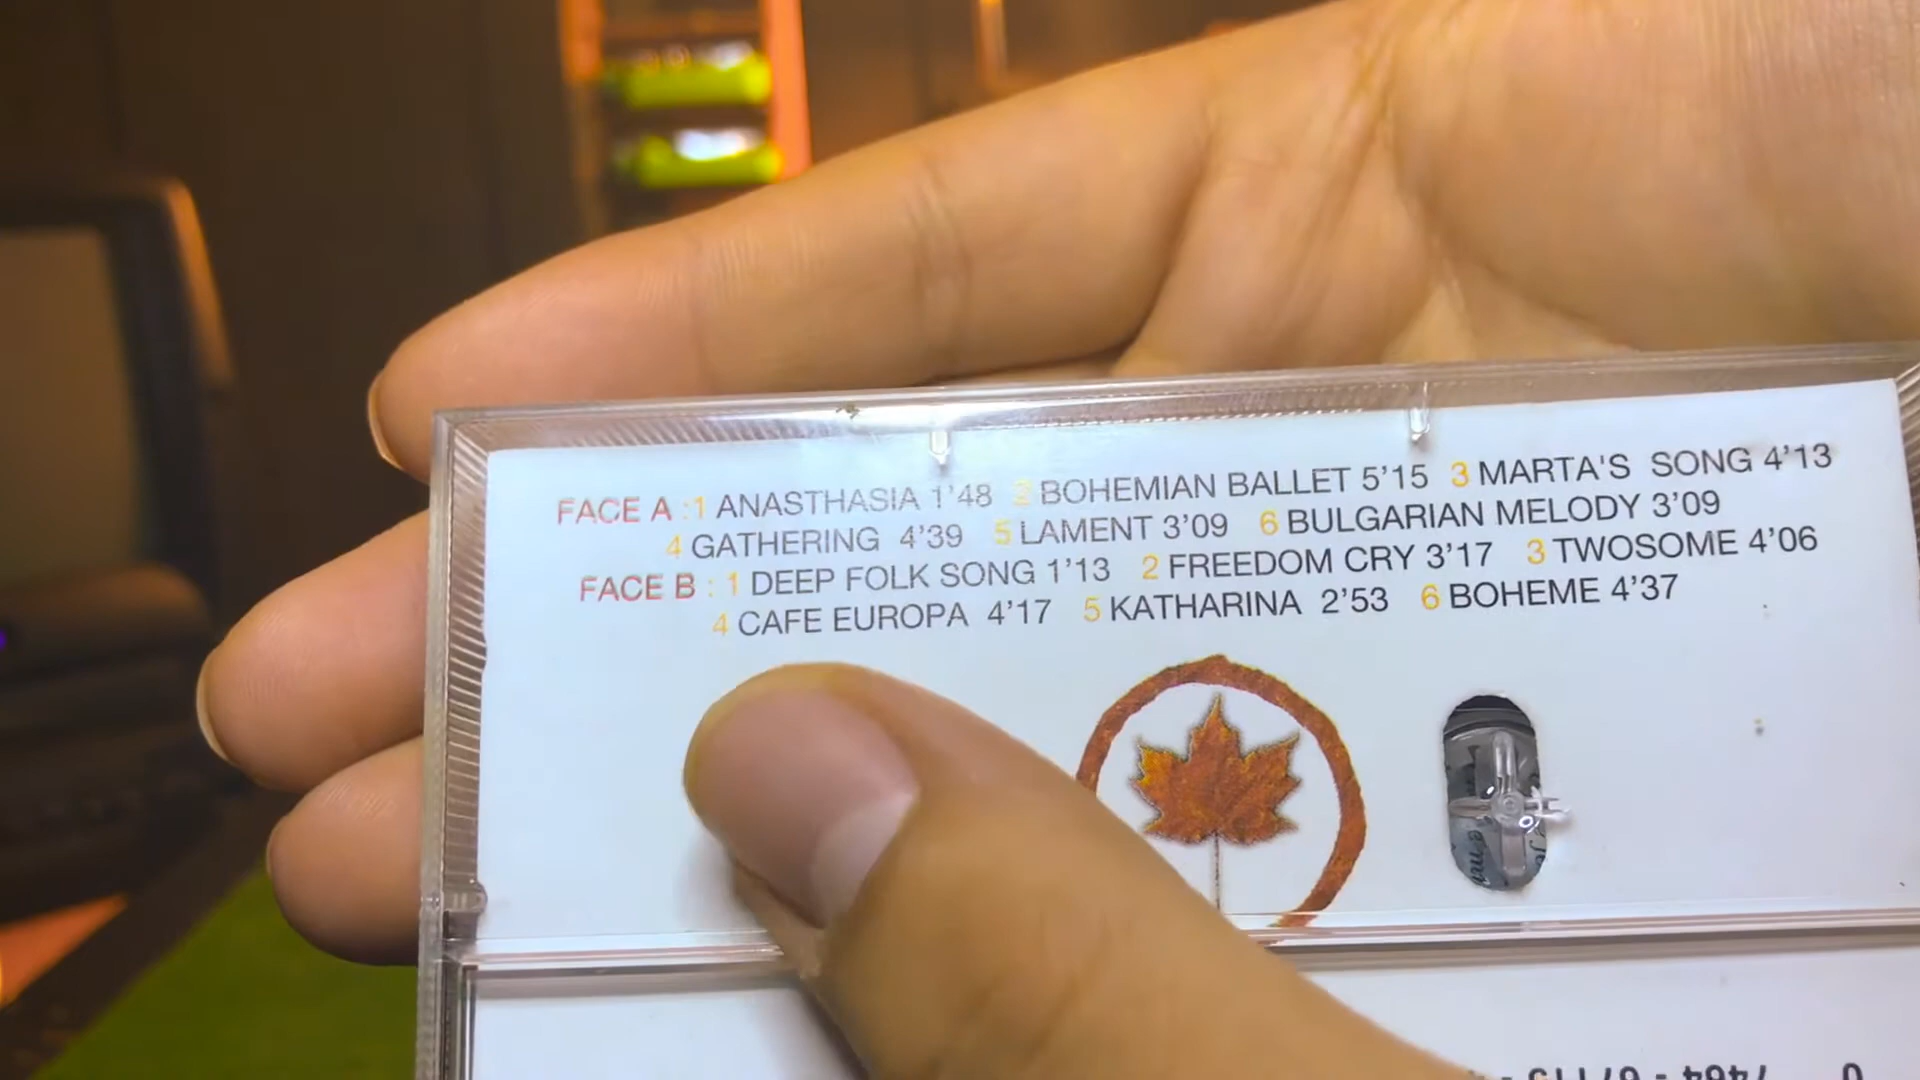 FACE A : 1 ANASTHASIA 1'48 2 BOHEMIAN BALLET 5'15 3 MARTA'S SONG 4'13
4 GATHERING 4'39 5 LAMENT 3'09 6 BULGARIAN MELODY 3'09
FACE B : 1 DEEP FOLK SONG 1'13 2 FREEDOM CRY 3'17 3 TWOSOME 4'06
4 CAFE EUROPA 4'17 5 KATHARINA 2'53 6 BOHEME 4'37